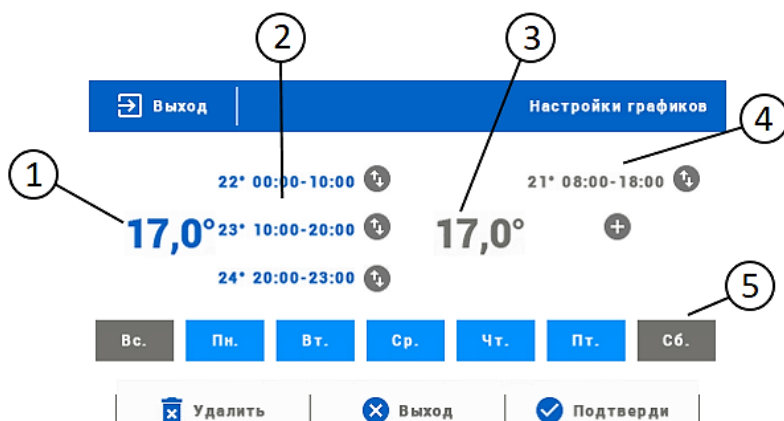 2 3
Выход Настройки графиков
4
1
22° 00:00-10:00 21° 08:00-18:00
17,0° 23° 10:00-20:00 17,0°
24° 20:00-23:00
5
Вс. Пн. Вт. Ср. Чт. Пт. Сб.
Удалить Выход Подтверди